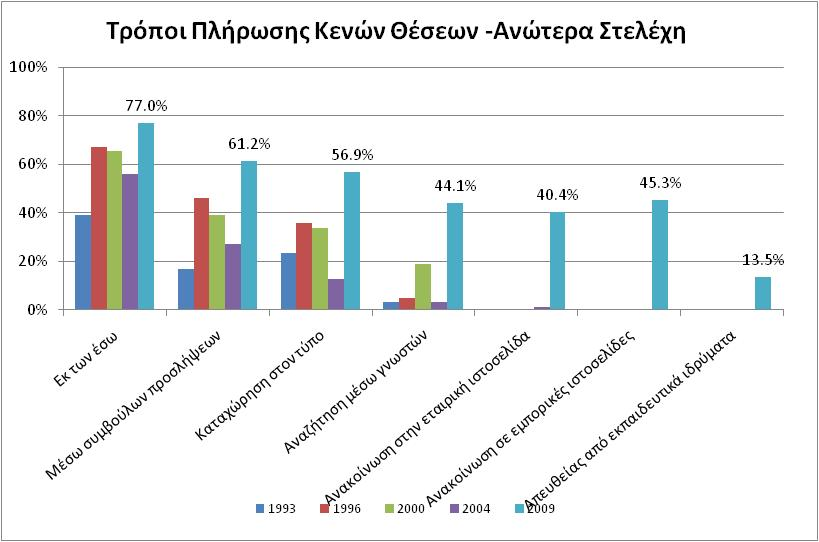 Τρόποι Πλήρωσης Κενών Θέσεων -Ανώτερα Στελέχη
100%
80%
60%
40%
20%
0%
77.0%
61.2%
56.9%
44.1%
40.4%
45.3%
13.5%
Εκ των έσω
Μέσω συμβούλων προσλήψεων
Καταχώρηση στον τύπο
Αναζήτηση μέσω γνωστών
Ανακοίνωση στην εταιρική ιστοσελίδα
Ανακοίνωση σε εμπορικές ιστοσελίδες
Απευθείας από εκπαιδευτικά ιδρύματα
1993 1996 2000 2004 2009